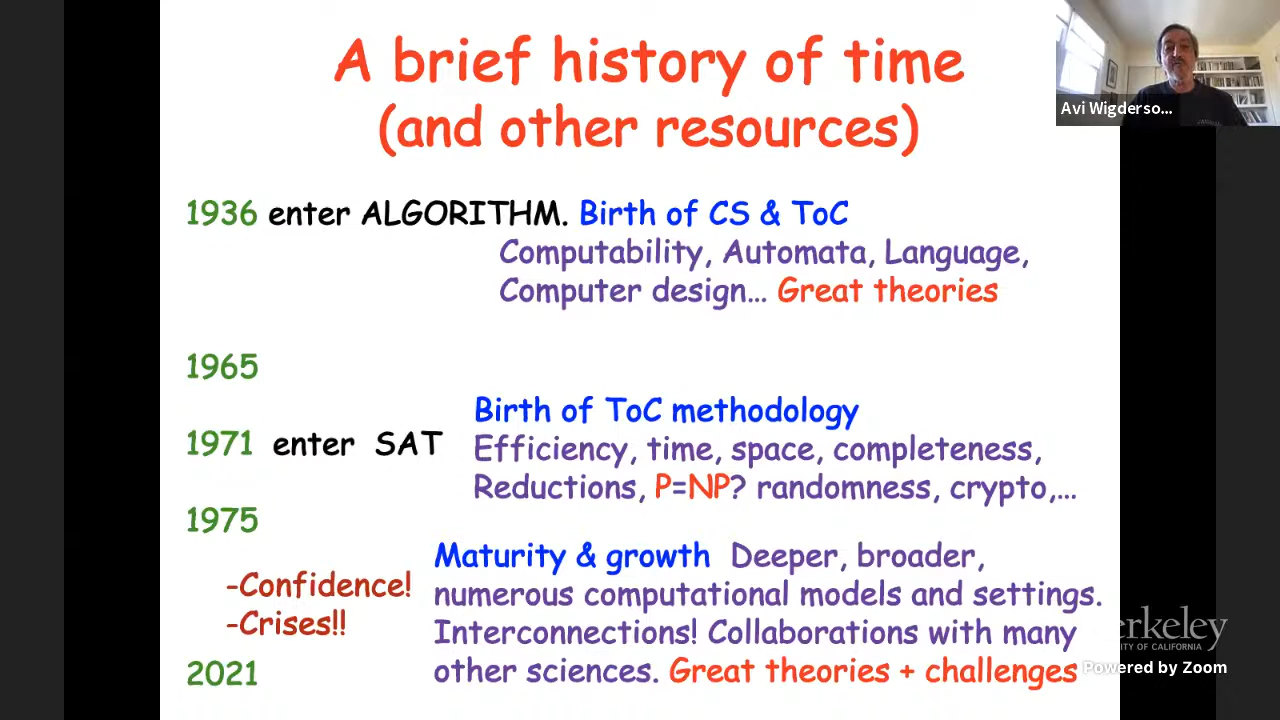 A brief history of time
(and other resources)
Avi Wigderso...
1936 enter ALGORITHM. Birth of CS & ToC
Computability, Automata, Language,
Computer design... Great theories
1965
Birth of ToC methodology
1971 enter SAT
Efficiency, time, space, completeness,
Reductions, P=NP? randomness, crypto,...
1975
Maturity & growth Deeper, broader,
-Confidence!
numerous computational models and settings.
-Crises!!
Interconnections! Collaborations with many
other sciences. Great theories + challenges
2021
erkeley
TY OF CALIFORNIA
Powered by Zoom